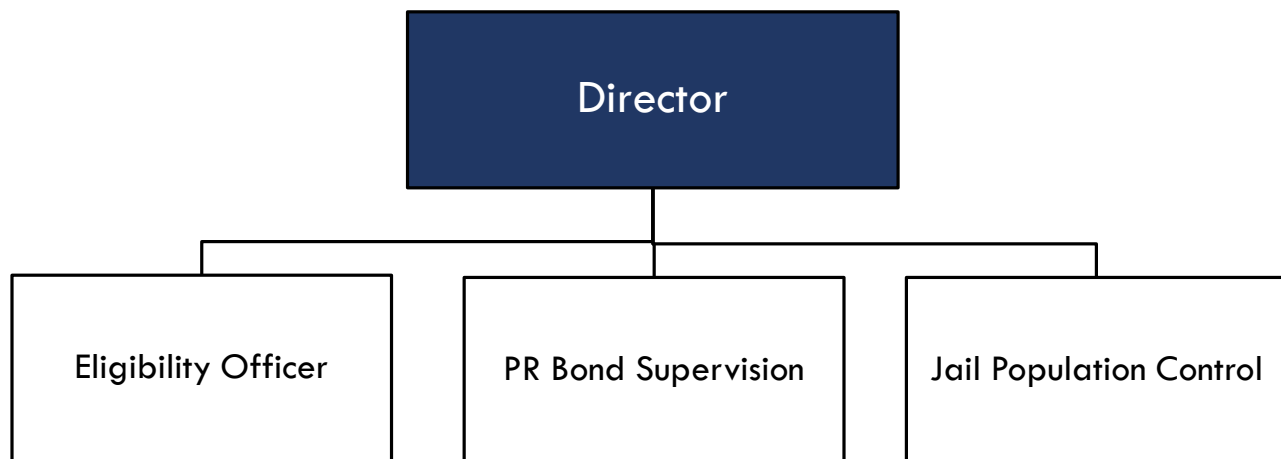 Director
Eligibility Officer
PR Bond Supervision
Jail Population Control